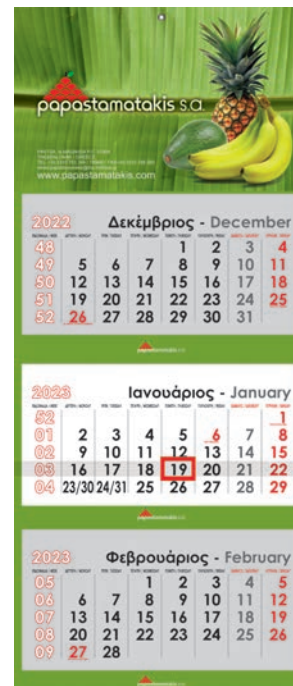 papastamatakis s.a.
www.papastamatakis.com
2022 Δεκέμβριος - December
48 1 2 3 4
49 5 6 7 8 9 10 11
50 12 13 14 15 16 17 18
51 19 20 21 22 23 24 25
52 26 27 28 29 30 31
papastamatakis s.a.
2023 Ιανουάριος - January
52 1
01 2 3 4 5 6 7 8
02 9 10 11 12 13 14 15
03 16 17 18 19 20 21 22
04 23/30 24/31 25 26 27 28 29
papastamatakis s.a.
2023 Φεβρουάριος - February
05 1 2 3 4 5
06 6 7 8 9 10 11 12
07 13 14 15 16 17 18 19
08 20 21 22 23 24 25 26
09 27 28
papastamatakis s.a.